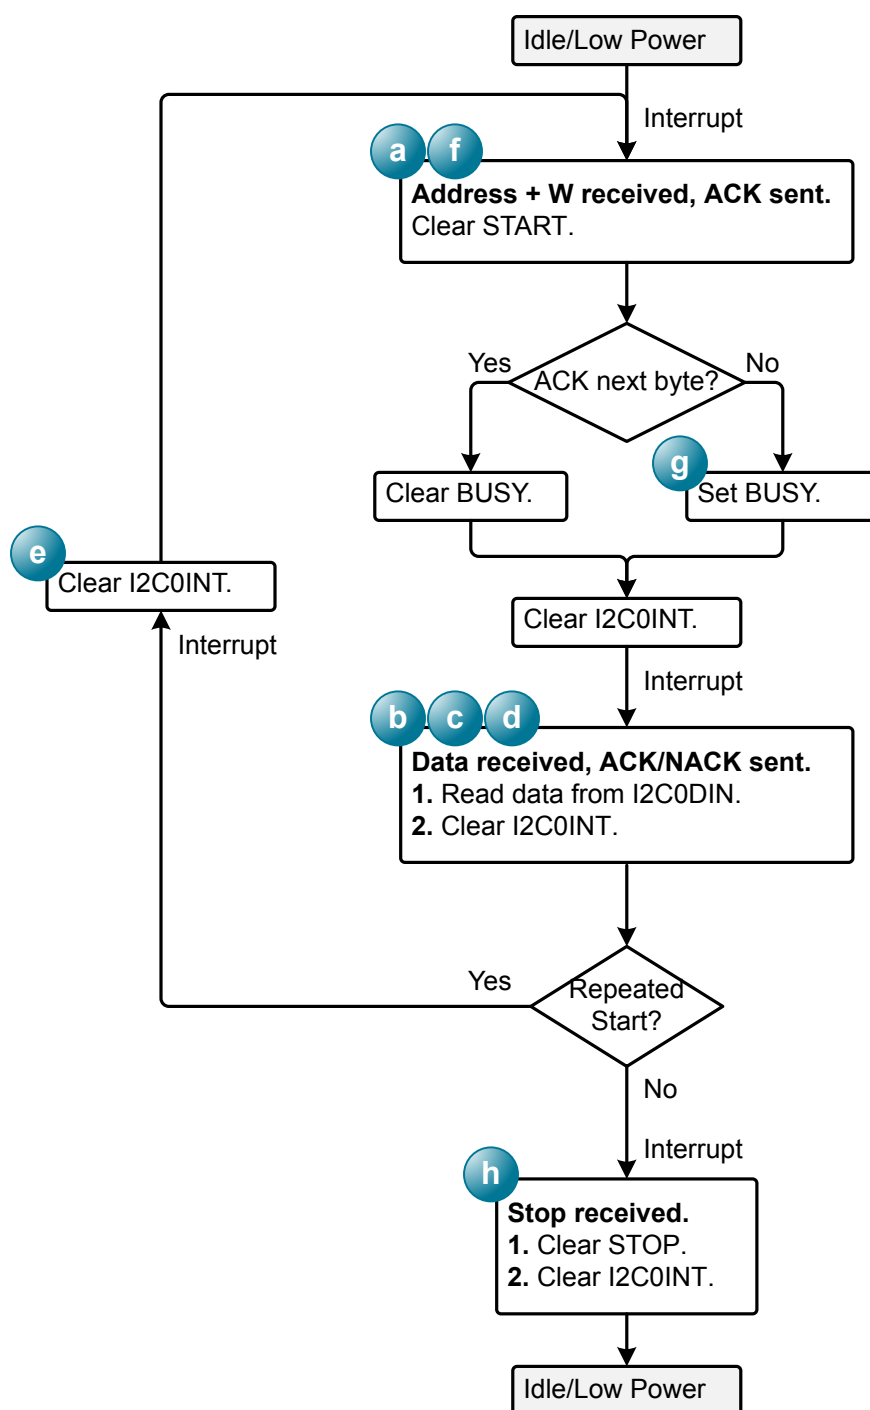 Idle/Low Power
Interrupt
a f
Address + W received, ACK sent.
Clear START.
Yes
No
ACK next byte?
g
Clear BUSY.
Set BUSY.
e
Clear I2C0INT.
Clear I2C0INT.
Interrupt
Interrupt
b c d
Data received, ACK/NACK sent.
1. Read data from I2C0DIN.
2. Clear I2C0INT.
Yes
Repeated
Start?
No
Interrupt
h
Stop received.
1. Clear STOP.
2. Clear I2C0INT.
Idle/Low Power